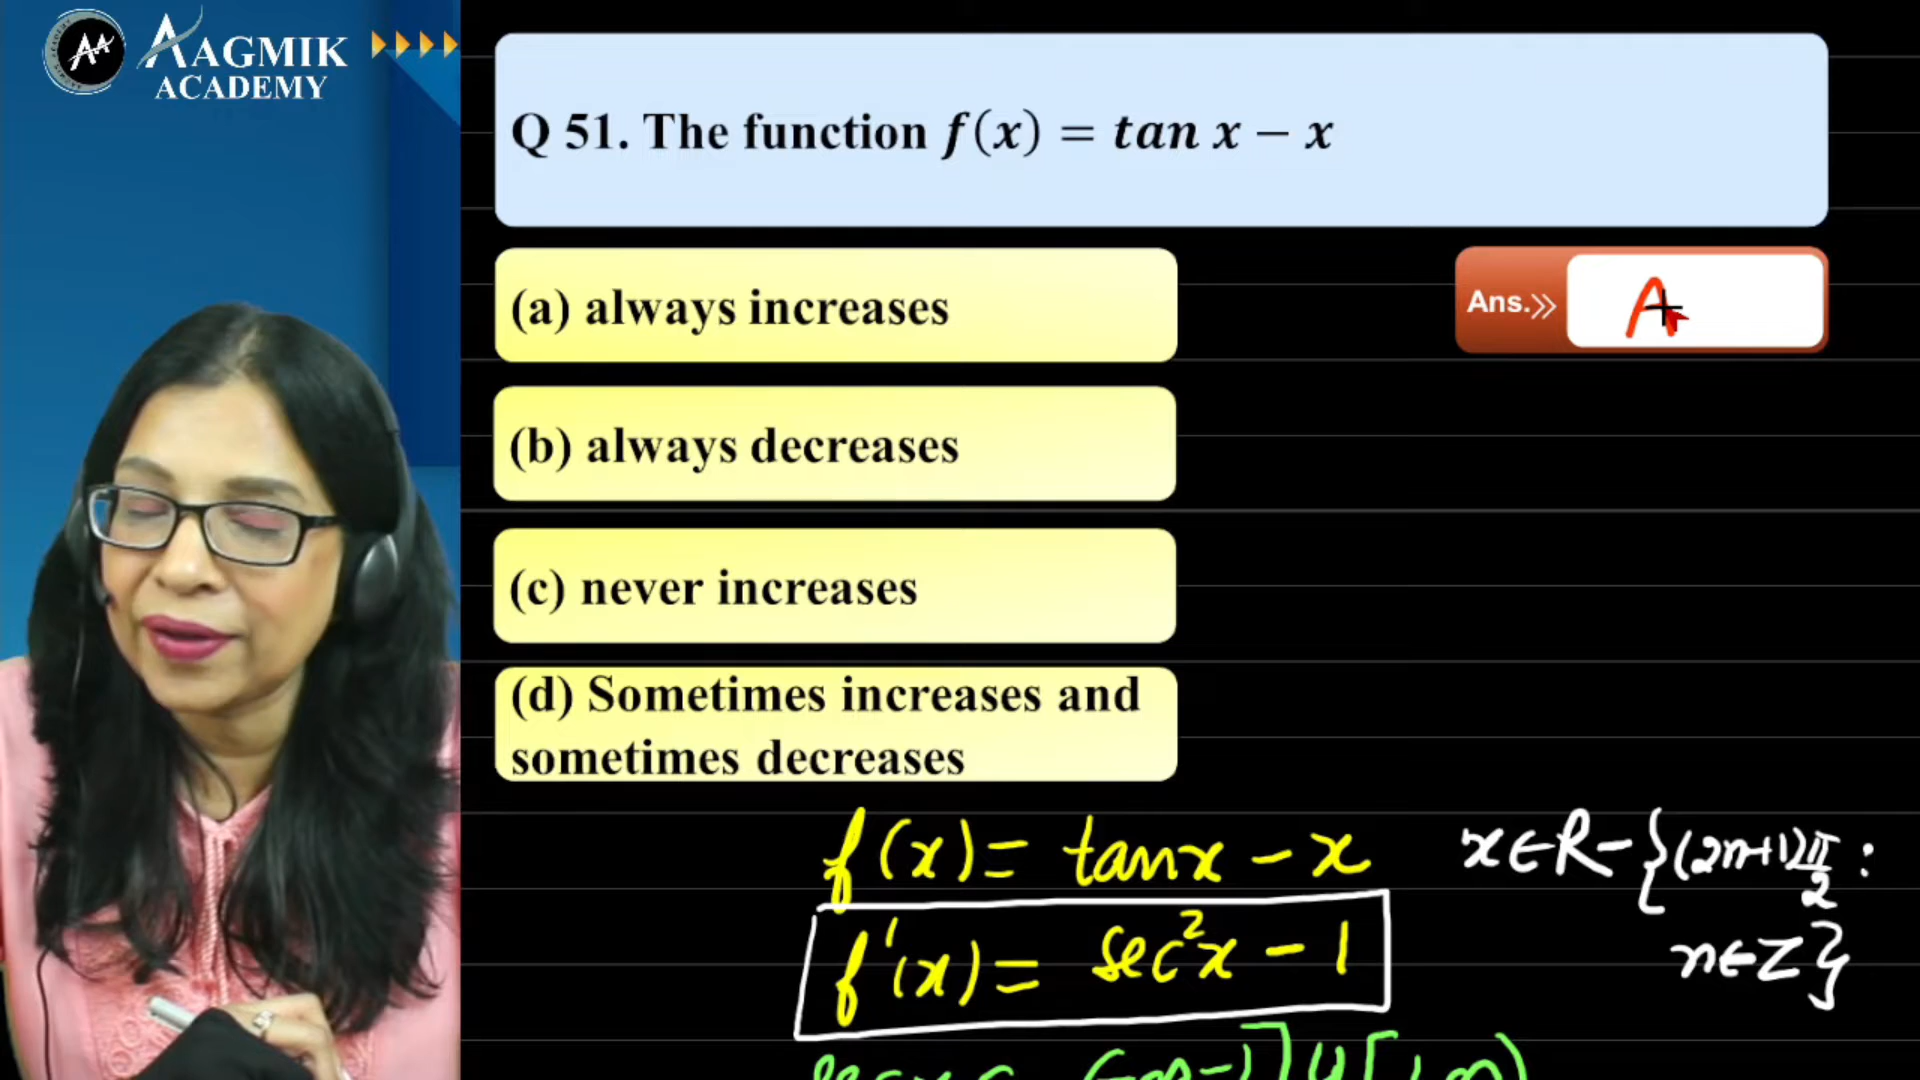 AAGMIK
ACADEMY
Q 51. The function f(x) = tan x − x
(a) always increases
Ans.>> A
(b) always decreases
(c) never increases
(d) Sometimes increases and
sometimes decreases
f(x) = tanx − x
x∈R−{(2n+1)π/2 :
n∈Z}
f'(x) = sec²x − 1